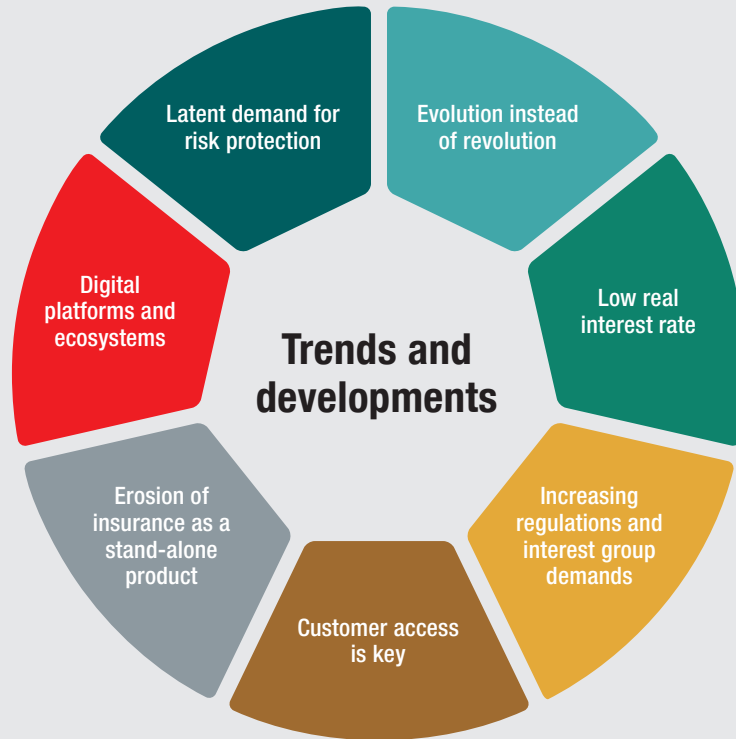 Trends and
developments
Evolution instead
of revolution
Low real
interest rate
Increasing
regulations and
interest group
demands
Customer access
is key
Erosion of
insurance as a
stand-alone
product
Digital
platforms and
ecosystems
Latent demand for
risk protection